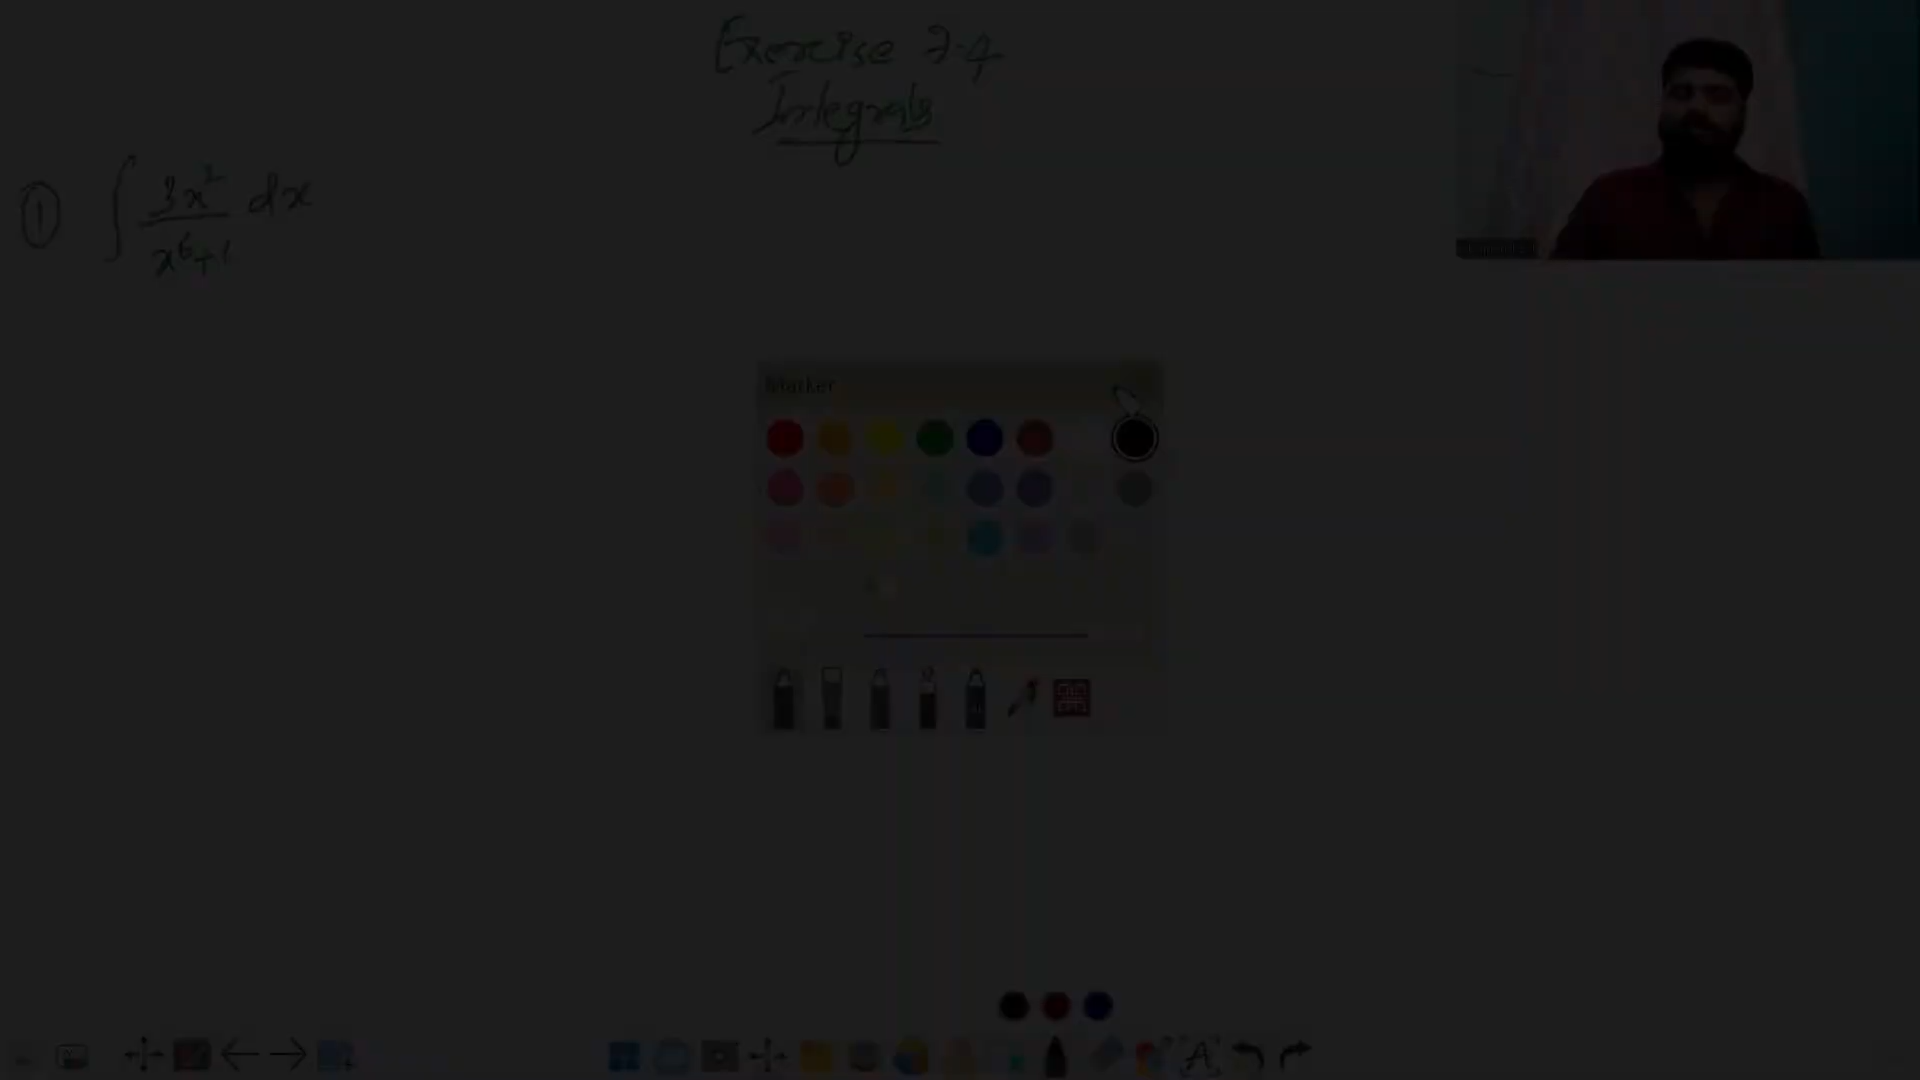 Exercise 7.4
Integrals
① ∫ 3x² / x⁶+1 dx
Marker